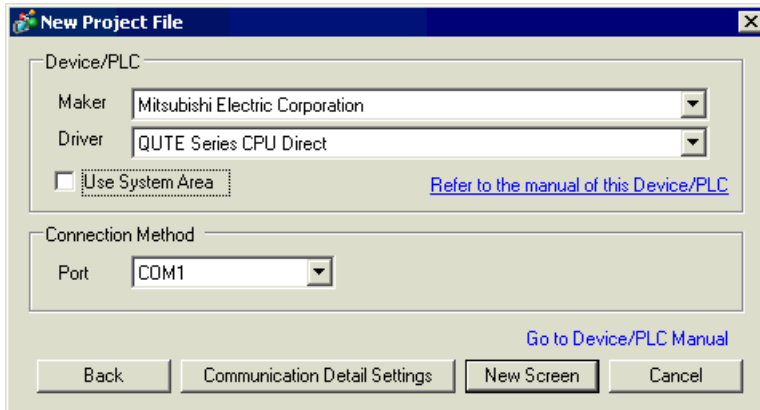 New Project File
Device/PLC
Maker Mitsubishi Electric Corporation
Driver QUTE Series CPU Direct
Use System Area Refer to the manual of this Device/PLC
Connection Method
Port COM1
Go to Device/PLC Manual
Back Communication Detail Settings New Screen Cancel